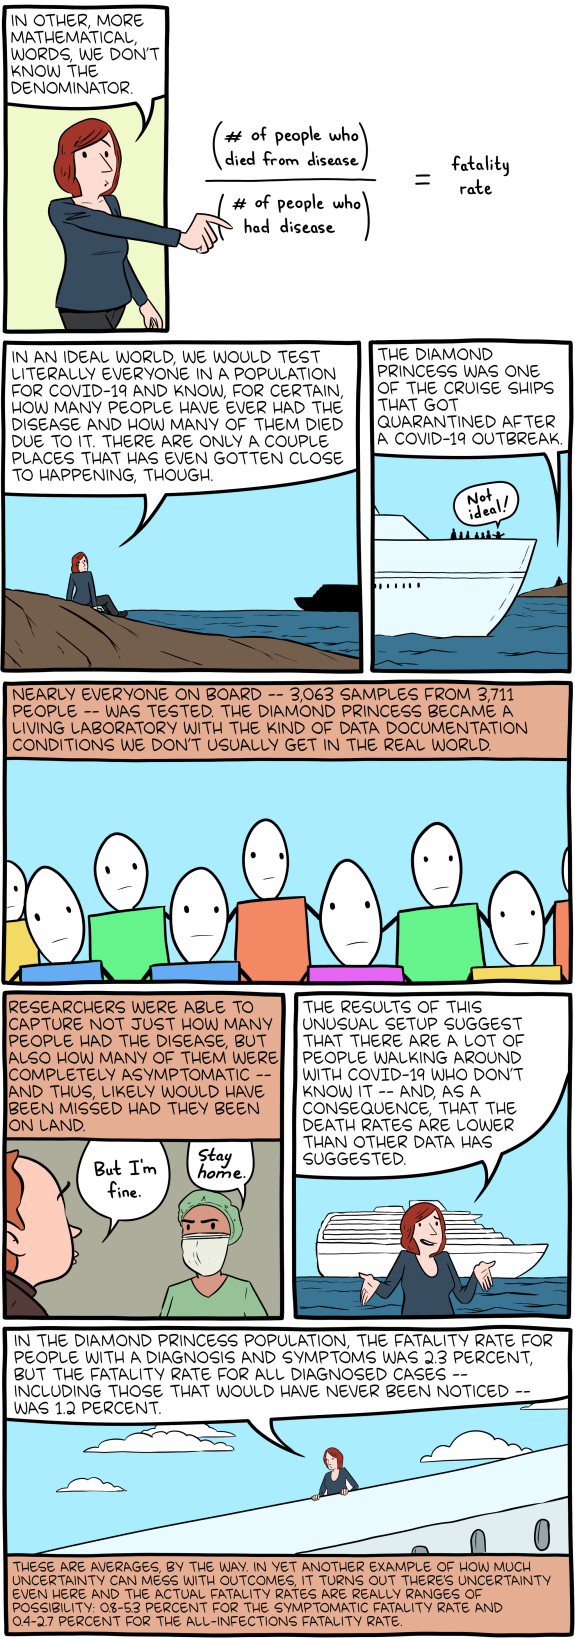 IN OTHER, MORE
MATHEMATICAL,
WORDS, WE DON'T
KNOW THE
DENOMINATOR.
(# of people who
died from disease)
(# of people who
had disease)
= fatality
rate
IN AN IDEAL WORLD, WE WOULD TEST
LITERALLY EVERYONE IN A POPULATION
FOR COVID-19 AND KNOW, FOR CERTAIN,
HOW MANY PEOPLE HAVE EVER HAD THE
DISEASE AND HOW MANY OF THEM DIED
DUE TO IT. THERE ARE ONLY A COUPLE
PLACES THAT HAS EVEN GOTTEN CLOSE
TO HAPPENING, THOUGH.
THE DIAMOND
PRINCESS WAS ONE
OF THE CRUISE SHIPS
THAT GOT
QUARANTINED AFTER
A COVID-19 OUTBREAK.
Not
ideal!
NEARLY EVERYONE ON BOARD -- 3,063 SAMPLES FROM 3,711
PEOPLE -- WAS TESTED. THE DIAMOND PRINCESS BECAME A
LIVING LABORATORY WITH THE KIND OF DATA DOCUMENTATION
CONDITIONS WE DON'T USUALLY GET IN THE REAL WORLD.
RESEARCHERS WERE ABLE TO
CAPTURE NOT JUST HOW MANY
PEOPLE HAD THE DISEASE, BUT
ALSO HOW MANY OF THEM WERE
COMPLETELY ASYMPTOMATIC --
AND THUS, LIKELY WOULD HAVE
BEEN MISSED HAD THEY BEEN
ON LAND.
But I'm
fine.
Stay
home.
THE RESULTS OF THIS
UNUSUAL SETUP SUGGEST
THAT THERE ARE A LOT OF
PEOPLE WALKING AROUND
WITH COVID-19 WHO DON'T
KNOW IT -- AND, AS A
CONSEQUENCE, THAT THE
DEATH RATES ARE LOWER
THAN OTHER DATA HAS
SUGGESTED.
IN THE DIAMOND PRINCESS POPULATION, THE FATALITY RATE FOR
PEOPLE WITH A DIAGNOSIS AND SYMPTOMS WAS 2.3 PERCENT,
BUT THE FATALITY RATE FOR ALL DIAGNOSED CASES --
INCLUDING THOSE THAT WOULD HAVE NEVER BEEN NOTICED --
WAS 1.2 PERCENT.
THESE ARE AVERAGES, BY THE WAY. IN YET ANOTHER EXAMPLE OF HOW MUCH
UNCERTAINTY CAN MESS WITH OUTCOMES, IT TURNS OUT THERE'S UNCERTAINTY
EVEN HERE AND THE ACTUAL FATALITY RATES ARE REALLY RANGES OF
POSSIBILITY: 0.8-5.3 PERCENT FOR THE SYMPTOMATIC FATALITY RATE AND
0.4-2.7 PERCENT FOR THE ALL-INFECTIONS FATALITY RATE.